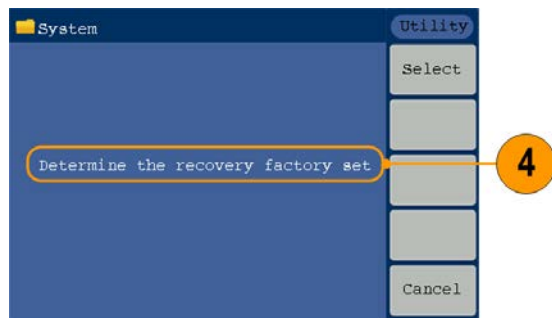 System
Utility
Select
Determine the recovery factory set
4
Cancel